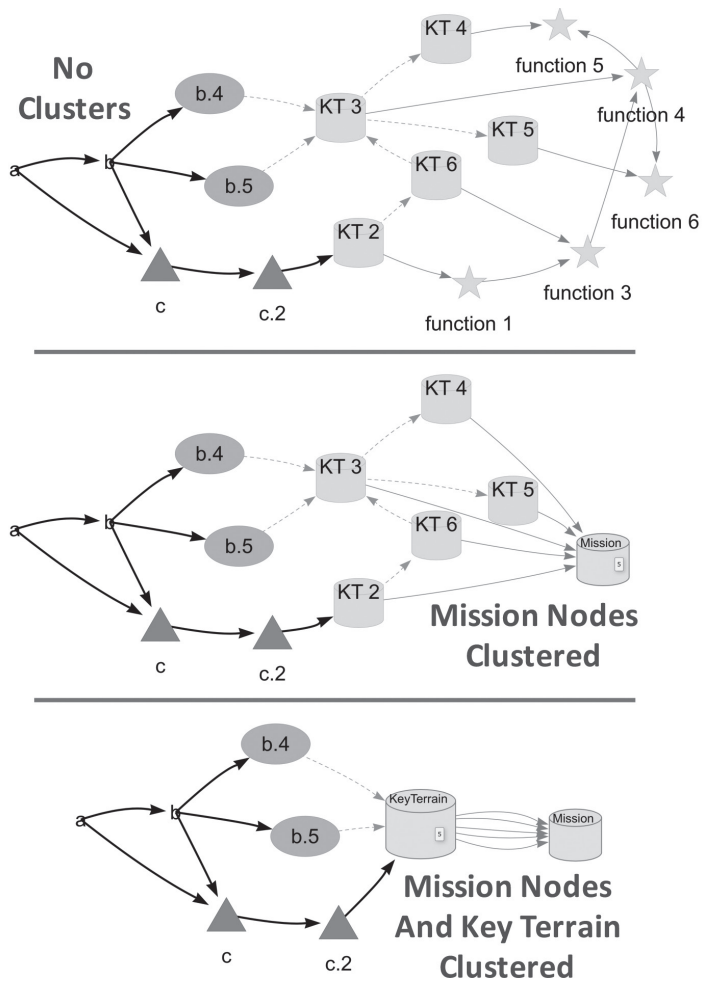 No
Clusters
KT 4
function 5
b.4
KT 3
function 4
a
b
b.5
KT 5
KT 6
function 6
KT 2
function 3
c
c.2
function 1
KT 4
b.4
KT 3
KT 5
a
b
b.5
KT 6
Mission
S
KT 2
Mission Nodes
Clustered
c
c.2
b.4
KeyTerrain
Mission
a
b
b.5
S
Mission Nodes
And Key Terrain
Clustered
c
c.2